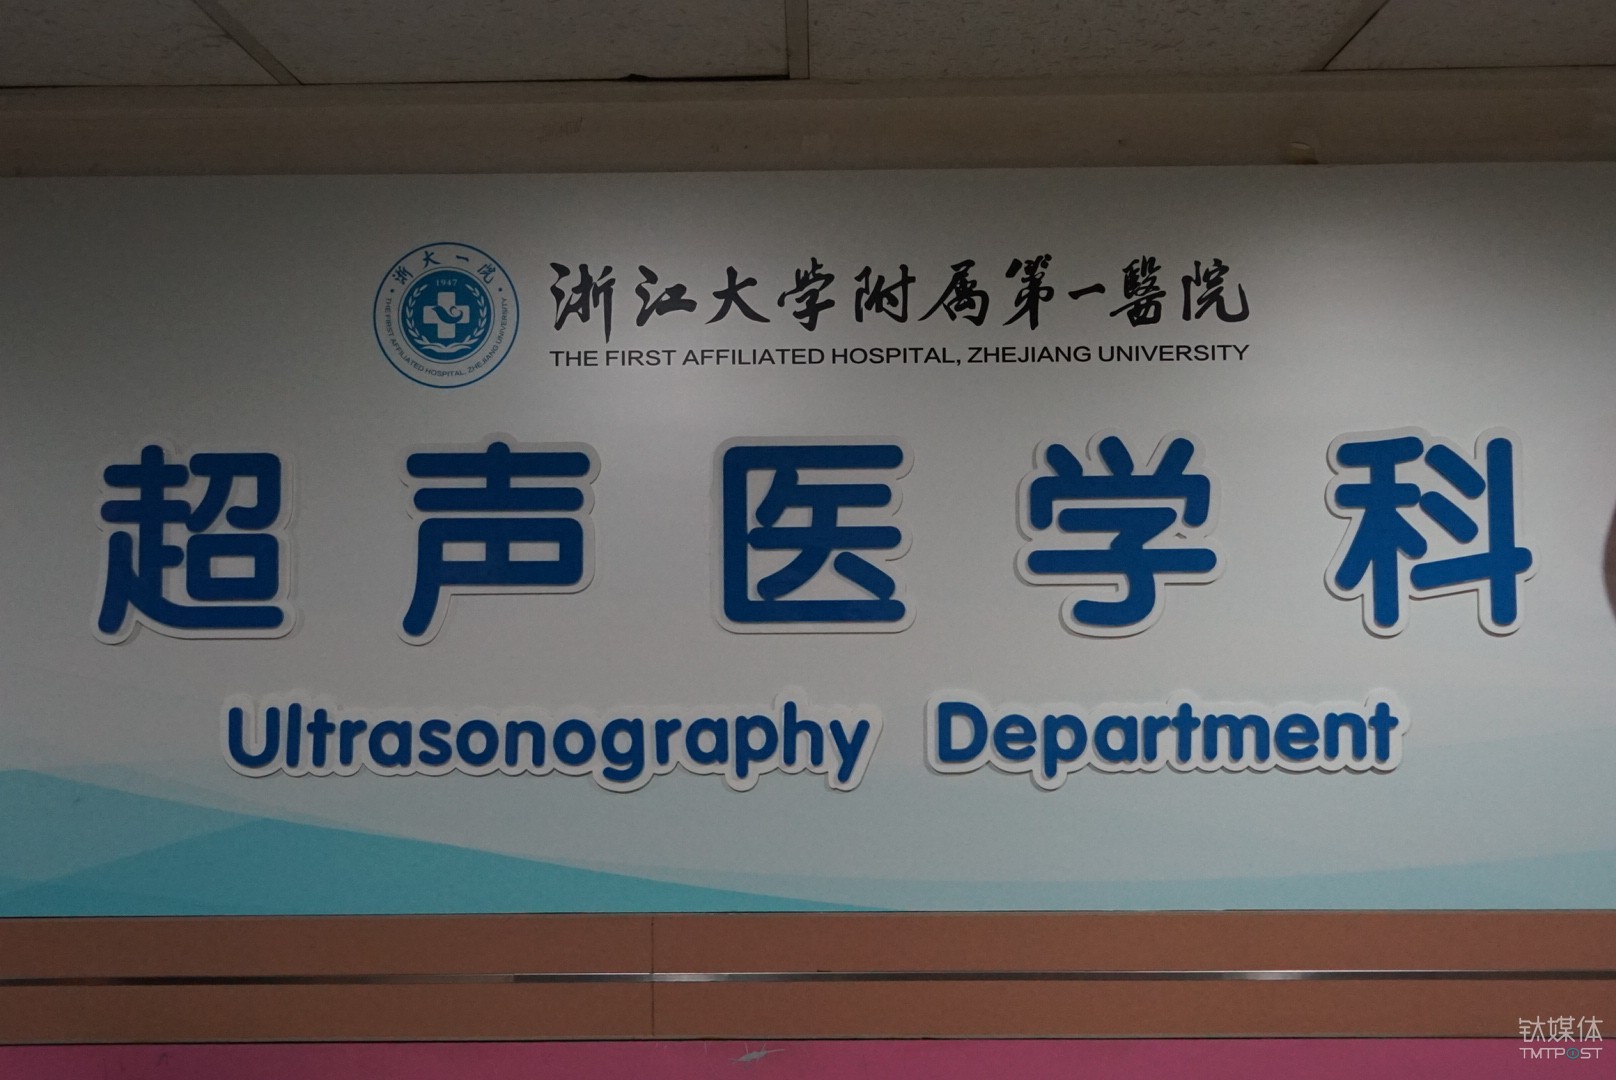 浙大一院
1947
THE FIRST AFFILIATED HOSPITAL, ZHEJIANG UNIVERSITY
浙江大学附属第一醫院
THE FIRST AFFILIATED HOSPITAL, ZHEJIANG UNIVERSITY
超声医学科
Ultrasonography Department
钛媒体
TMTPOST